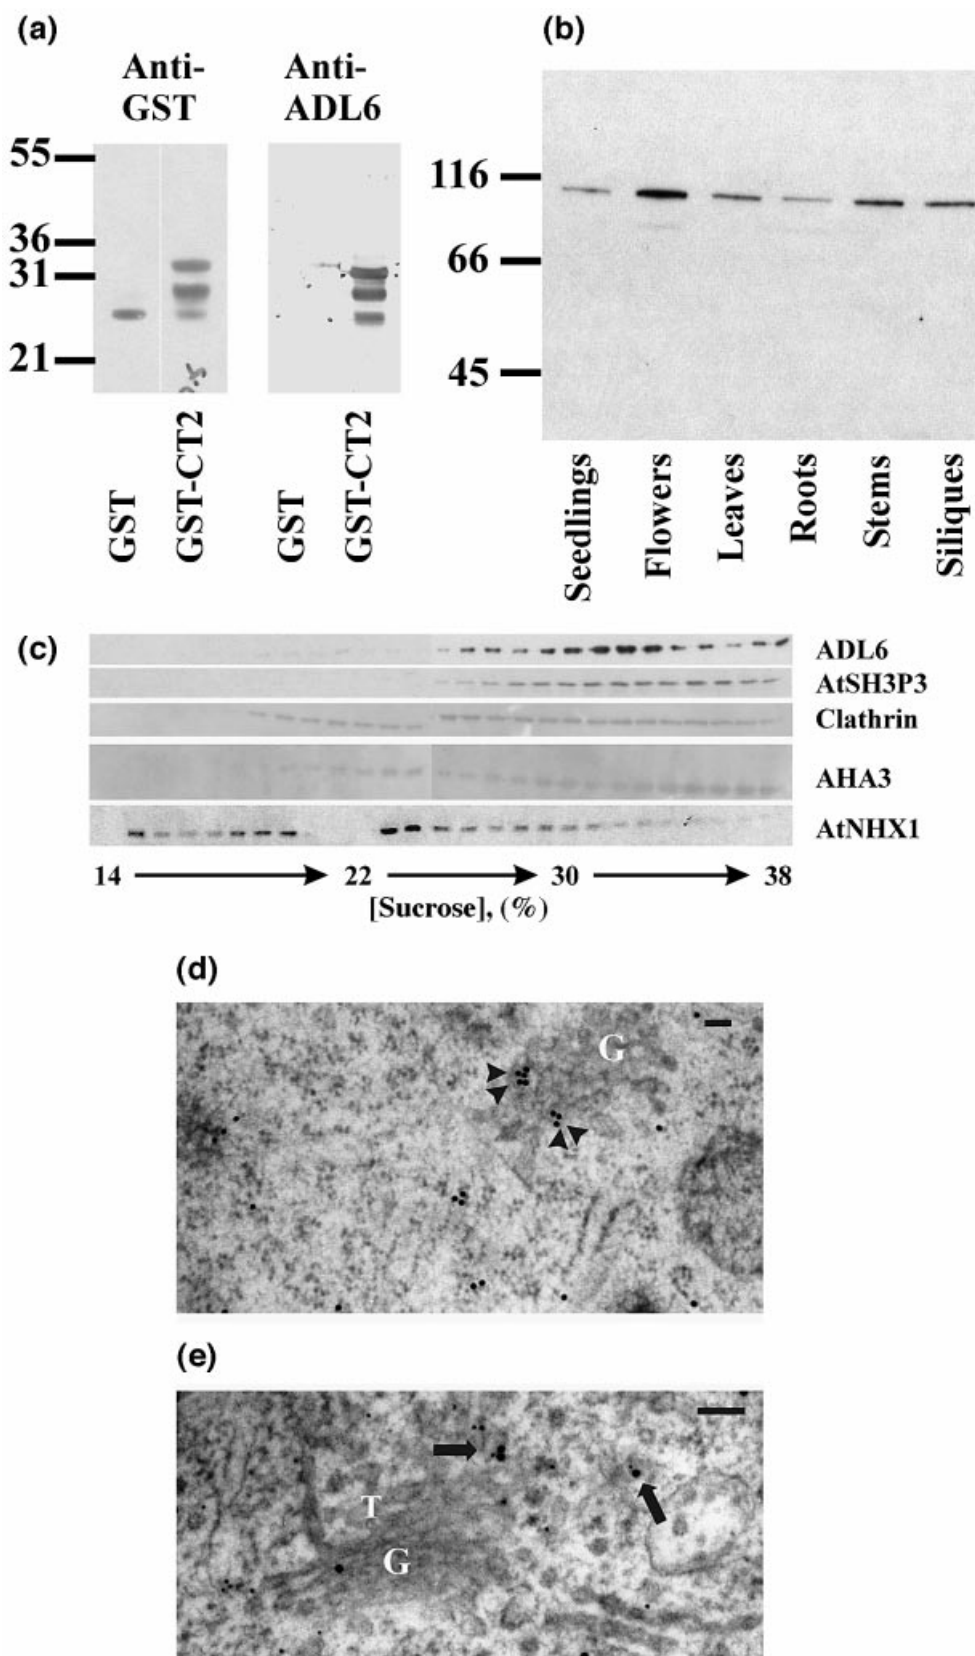 (a)
Anti-
GST
Anti-
ADL6
55
36
31
21
GST
GST-CT2
GST
GST-CT2
(b)
116
66
45
Seedlings
Flowers
Leaves
Roots
Stems
Siliques
(c)
ADL6
AtSH3P3
Clathrin
AHA3
AtNHX1
14 22 30 38
[Sucrose], (%)
(d)
G
(e)
T
G